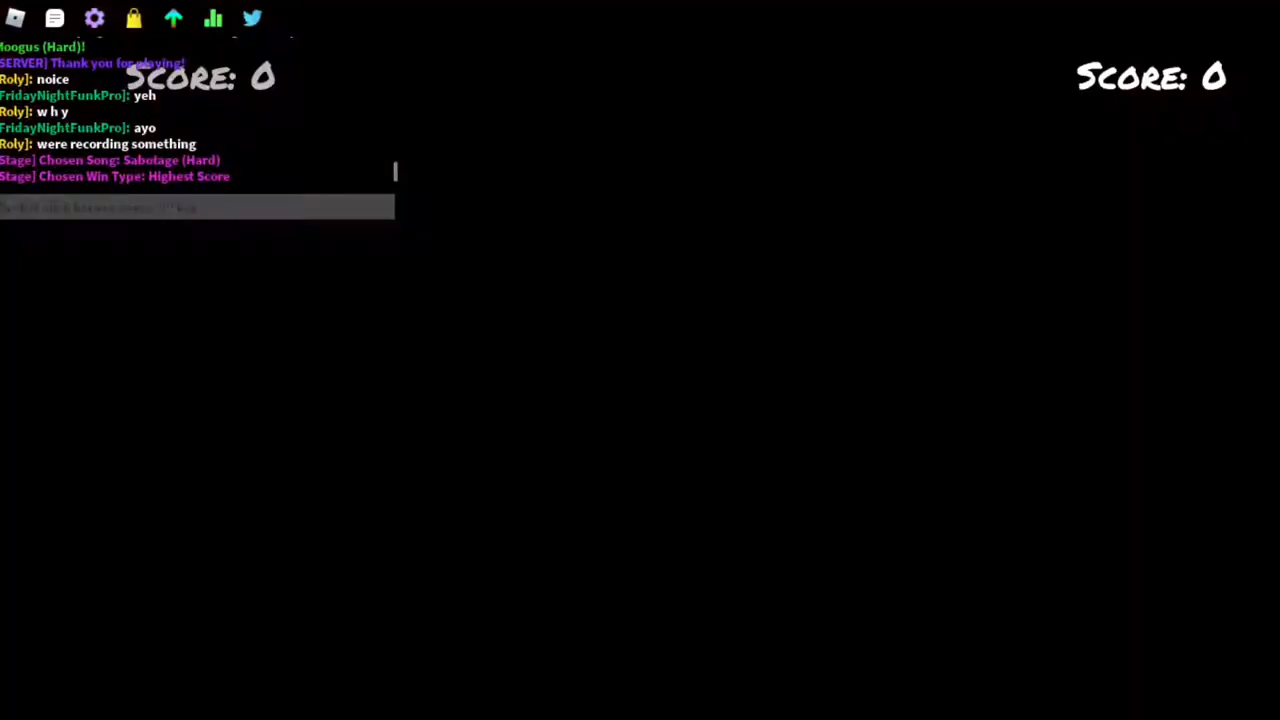 Moogus (Hard)!
SERVER] Thank you for playing!
Score: 0
Score: 0
Roly]: noice
FridayNightFunkPro]: yeh
Roly]: w h y
FridayNightFunkPro]: ayo
Roly]: were recording something
Stage] Chosen Song: Sabotage (Hard)
Stage] Chosen Win Type: Highest Score